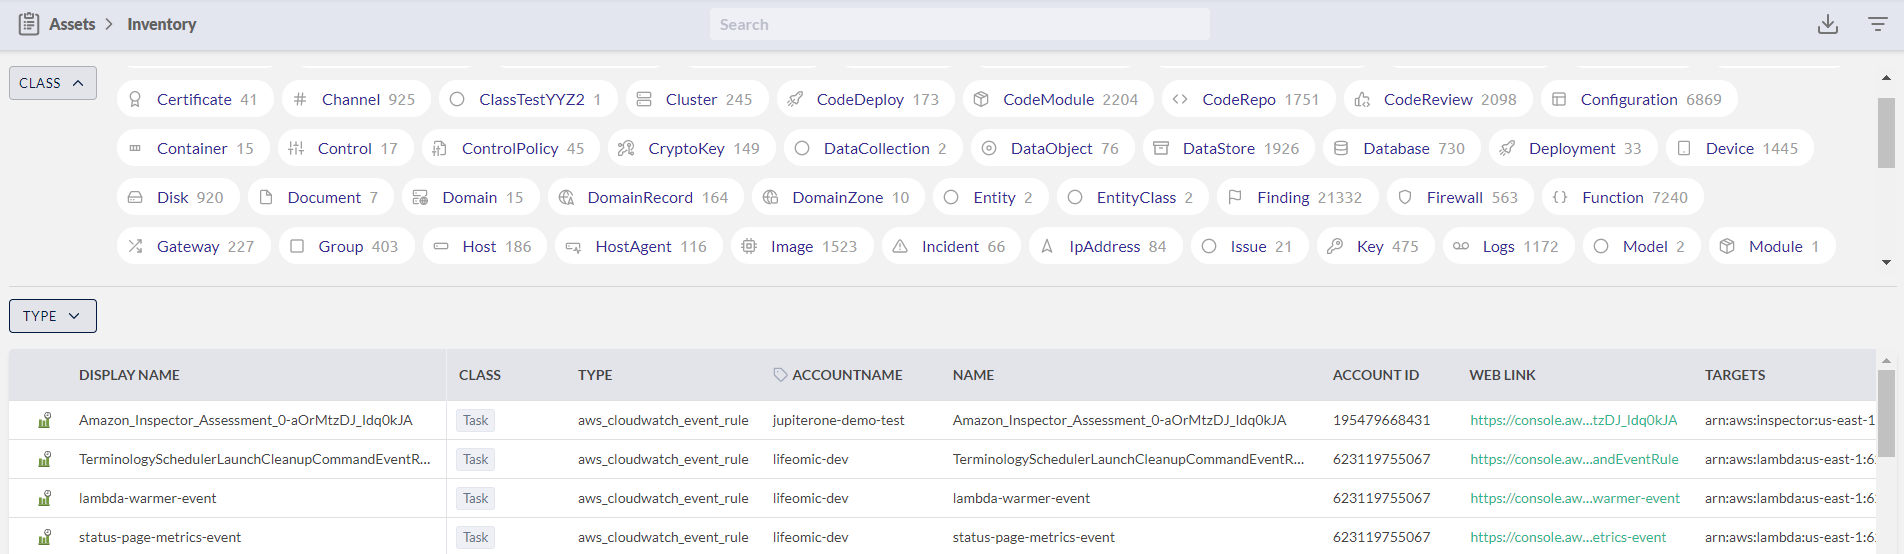 Assets > Inventory Search
CLASS
Certificate 41 Channel 925 ClassTestYYZ2 1 Cluster 245 CodeDeploy 173 CodeModule 2204 CodeRepo 1751 CodeReview 2098 Configuration 6869
Container 15 Control 17 ControlPolicy 45 CryptoKey 149 DataCollection 2 DataObject 76 DataStore 1926 Database 730 Deployment 33 Device 1445
Disk 920 Document 7 Domain 15 DomainRecord 164 DomainZone 10 Entity 2 EntityClass 2 Finding 21332 Firewall 563 Function 7240
Gateway 227 Group 403 Host 186 HostAgent 116 Image 1523 Incident 66 IpAddress 84 Issue 21 Key 475 Logs 1172 Model 2 Module 1
TYPE
DISPLAY NAME CLASS TYPE ACCOUNTNAME NAME ACCOUNT ID WEB LINK TARGETS
Amazon_Inspector_Assessment_0-aOrMtzDJ_Idq0kJA Task aws_cloudwatch_event_rule jupiterone-demo-test Amazon_Inspector_Assessment_0-aOrMtzDJ_Idq0kJA 195479668431 https://console.aw...tzDJ_Idq0kJA arn:aws:inspector:us-east-1
TerminologySchedulerLaunchCleanupCommandEventR... Task aws_cloudwatch_event_rule lifeomic-dev TerminologySchedulerLaunchCleanupCommandEventR... 623119755067 https://console.aw...andEventRule arn:aws:lambda:us-east-1:62
lambda-warmer-event Task aws_cloudwatch_event_rule lifeomic-dev lambda-warmer-event 623119755067 https://console.aw...warmer-event arn:aws:lambda:us-east-1:62
status-page-metrics-event Task aws_cloudwatch_event_rule lifeomic-dev status-page-metrics-event 623119755067 https://console.aw...etrics-event arn:aws:lambda:us-east-1:62